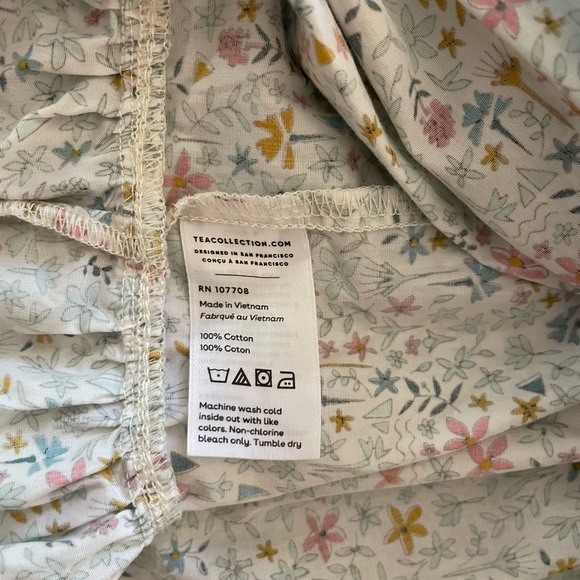 TEACOLLECTION.COM
DESIGNED IN SAN FRANCISCO
CONÇU À SAN FRANCISCO
RN 107708
Made in Vietnam
Fabriqué au Vietnam
100% Cotton
100% Coton
Machine wash cold
inside out with like
colors. Non-chlorine
bleach only. Tumble dry